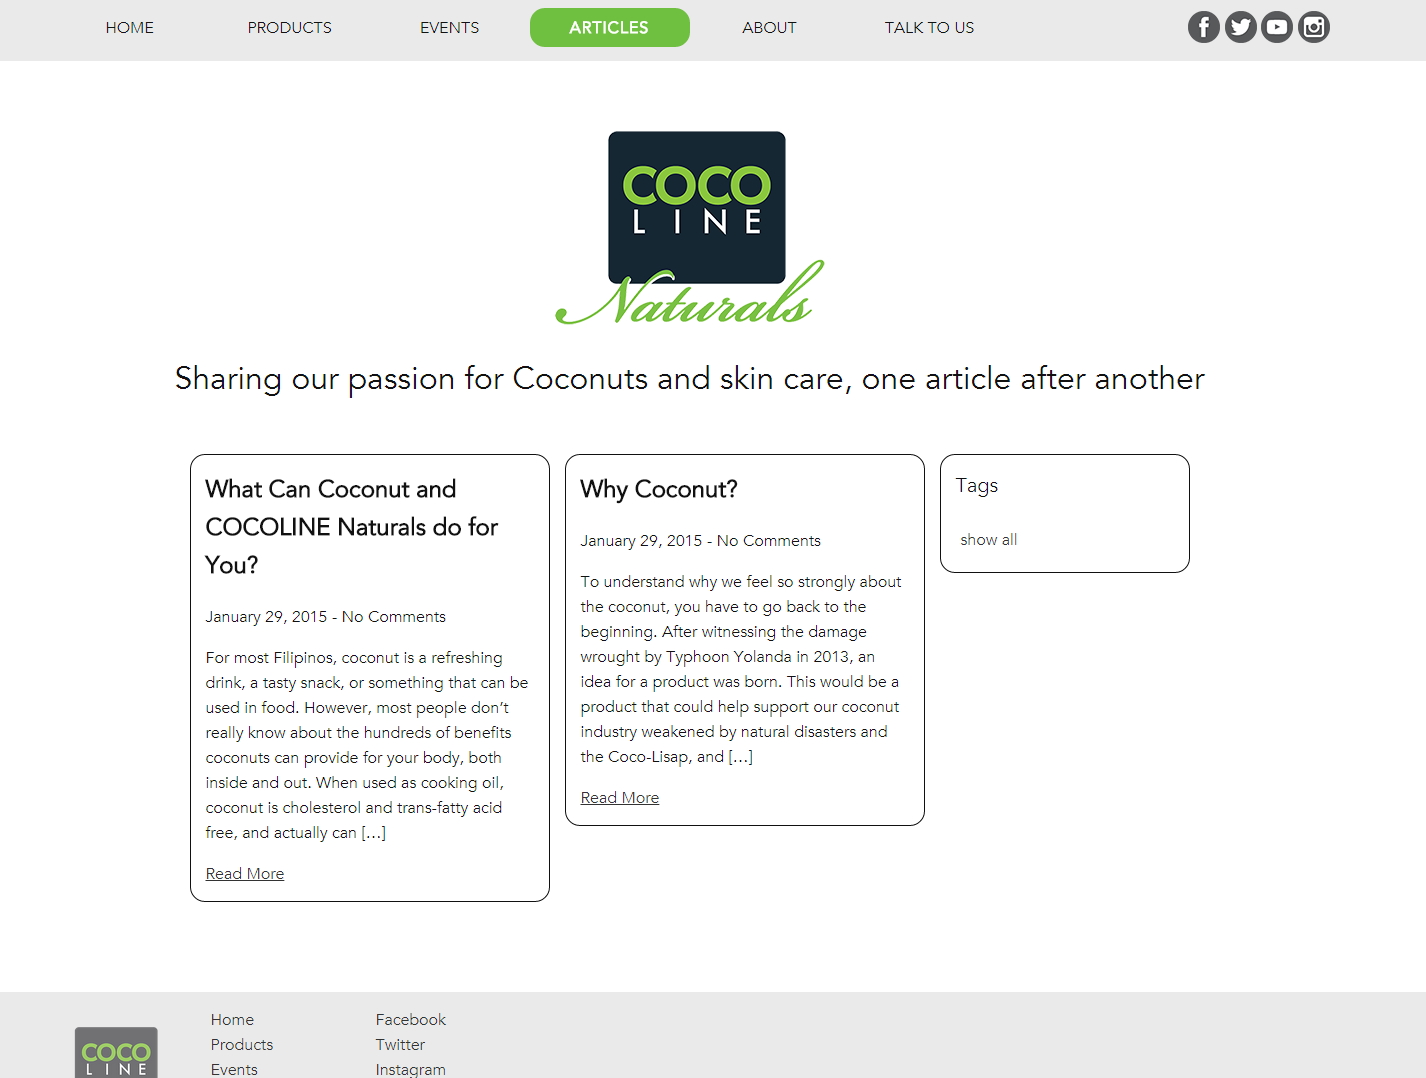 HOME
PRODUCTS
EVENTS
ARTICLES
ABOUT
TALK TO US
COCO
LINE
Naturals
Sharing our passion for Coconuts and skin care, one article after another
What Can Coconut and
COCOLINE Naturals do for
You?
January 29, 2015 - No Comments
For most Filipinos, coconut is a refreshing
drink, a tasty snack, or something that can be
used in food. However, most people don’t
really know about the hundreds of benefits
coconuts can provide for your body, both
inside and out. When used as cooking oil,
coconut is cholesterol and trans-fatty acid
free, and actually can […]
Read More
Why Coconut?
January 29, 2015 - No Comments
To understand why we feel so strongly about
the coconut, you have to go back to the
beginning. After witnessing the damage
wrought by Typhoon Yolanda in 2013, an
idea for a product was born. This would be a
product that could help support our coconut
industry weakened by natural disasters and
the Coco-Lisap, and […]
Read More
Tags
show all
COCO
LINE
Home
Products
Events
Facebook
Twitter
Instagram